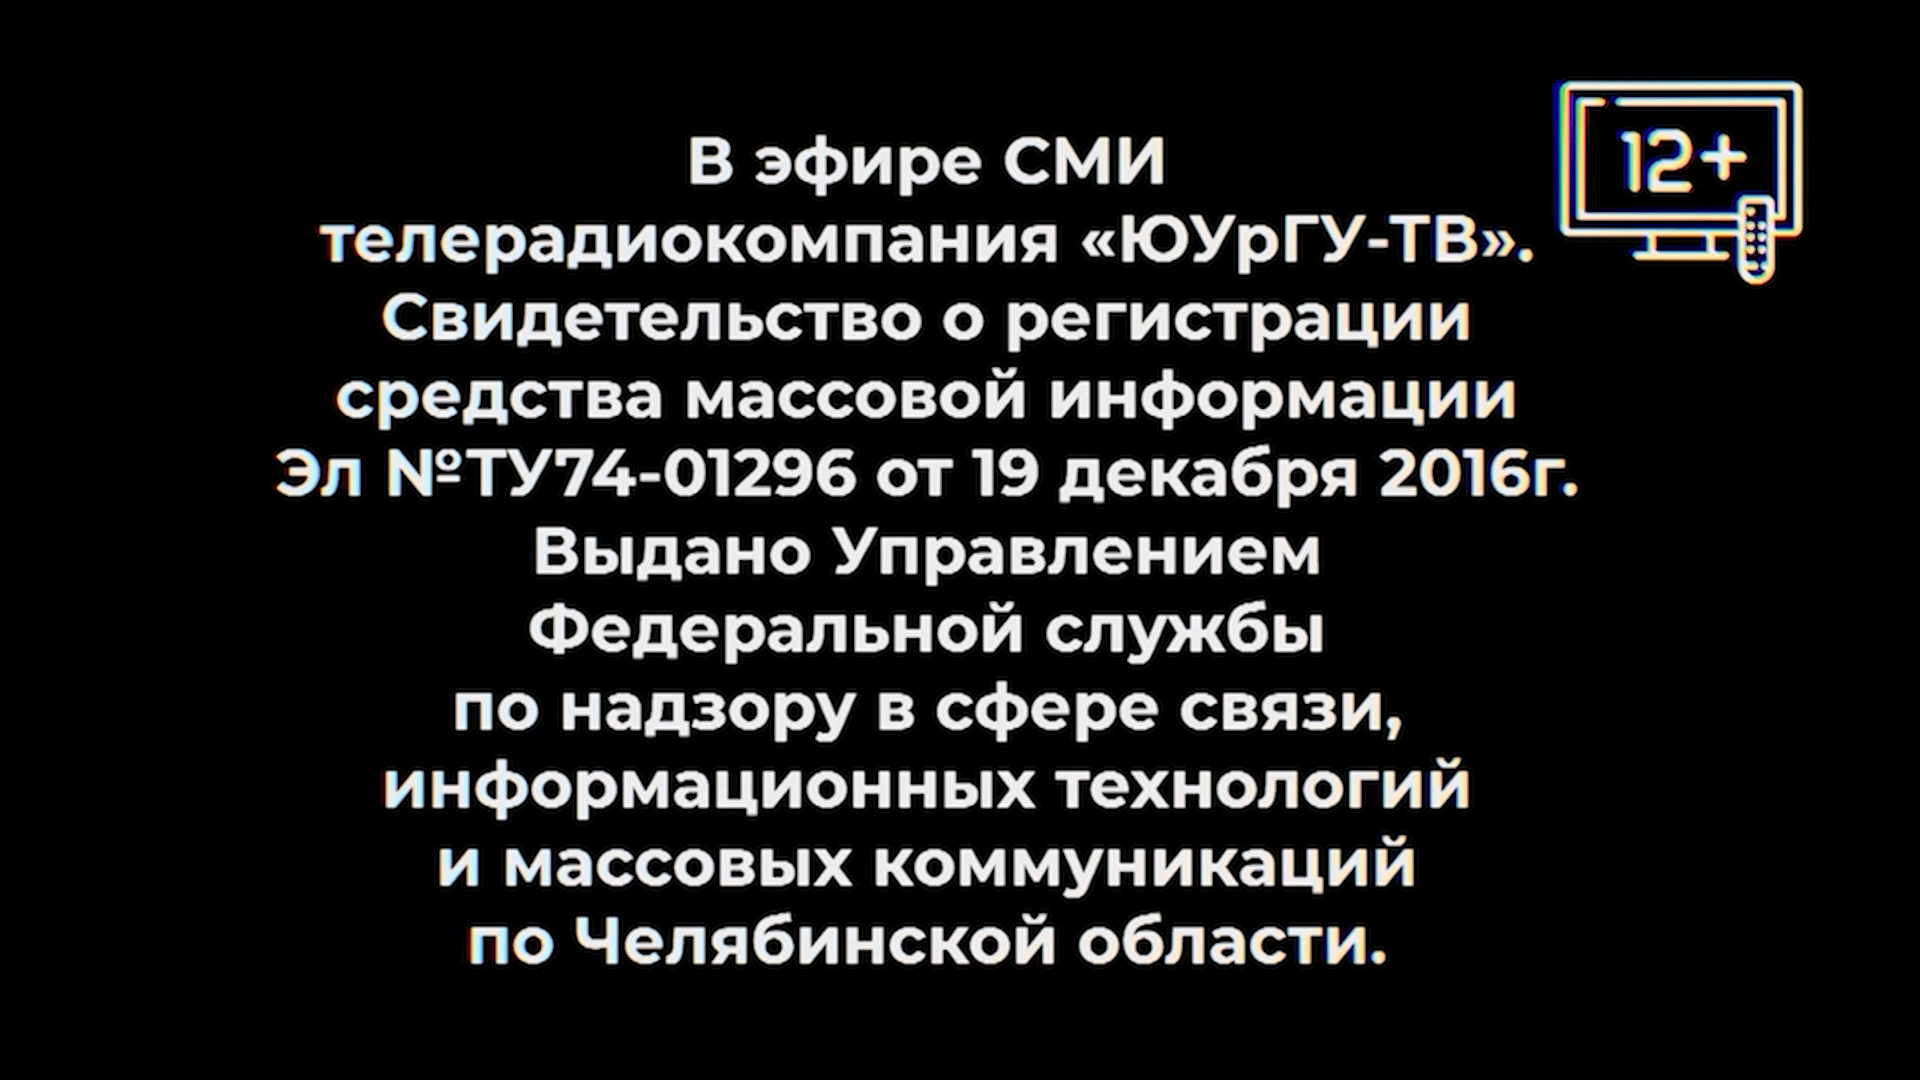 12+
В эфире СМИ
телерадиокомпания «ЮУрГУ-ТВ».
Свидетельство о регистрации
средства массовой информации
Эл №ТУ74-01296 от 19 декабря 2016г.
Выдано Управлением
Федеральной службы
по надзору в сфере связи,
информационных технологий
и массовых коммуникаций
по Челябинской области.